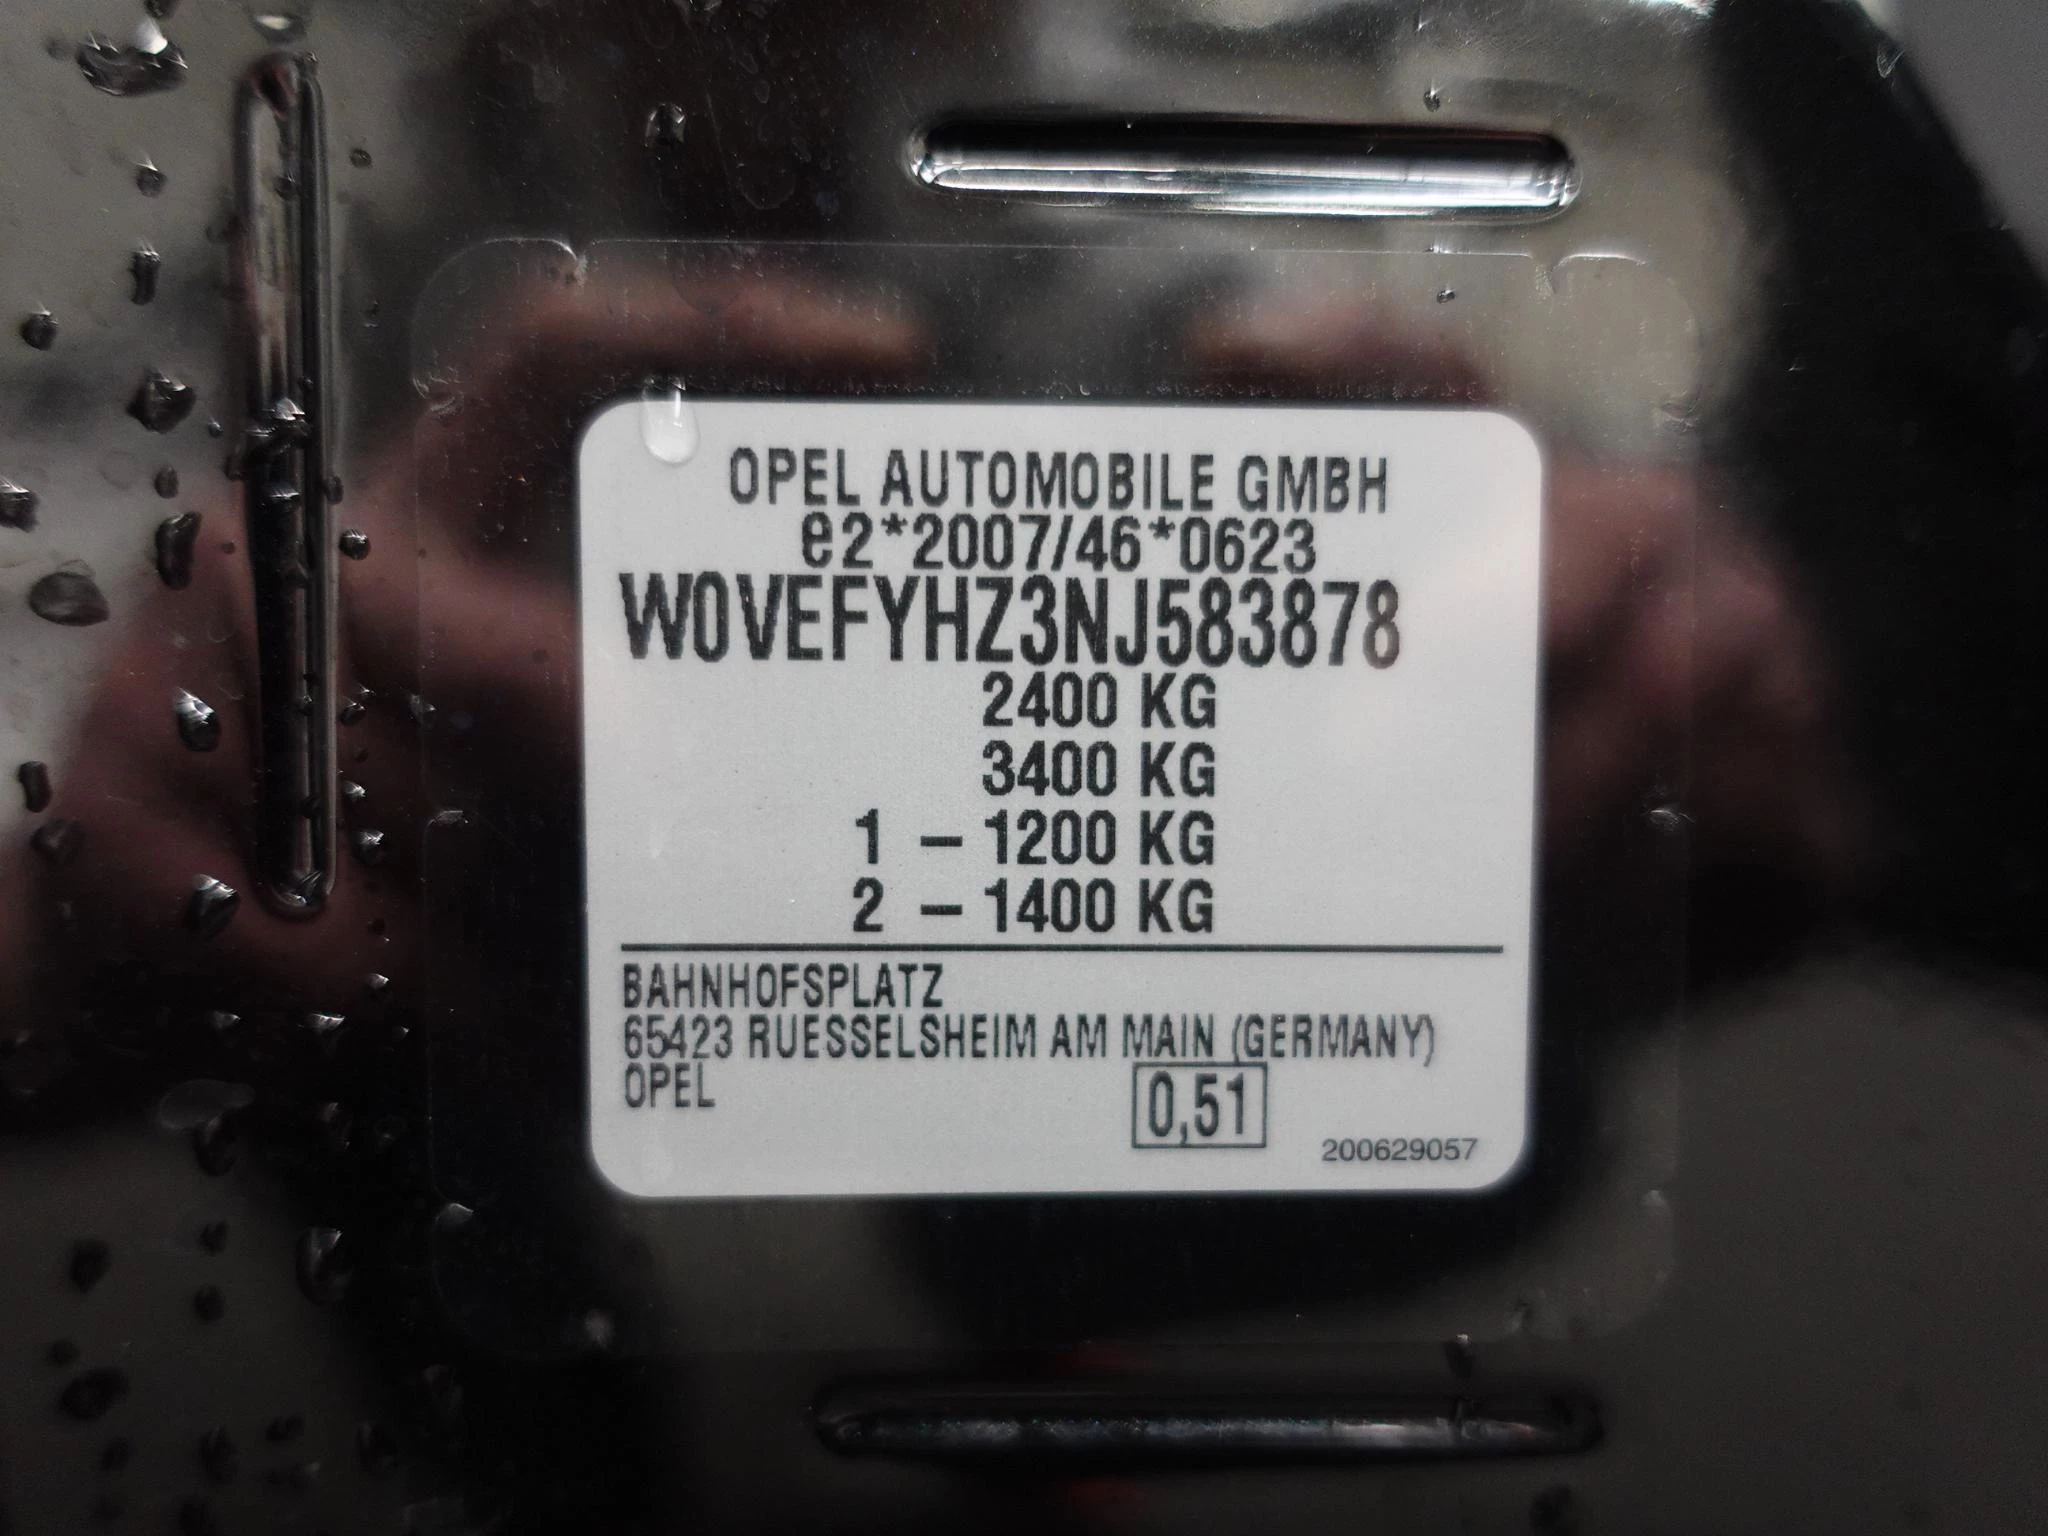 OPEL AUTOMOBILE GMBH
e2*2007/46*0623
W0VEFYHZ3NJ583878
2400 KG
3400 KG
1 – 1200 KG
2 – 1400 KG
BAHNHOFSPLATZ
65423 RUESSELSHEIM AM MAIN (GERMANY)
OPEL
0,51
200629057